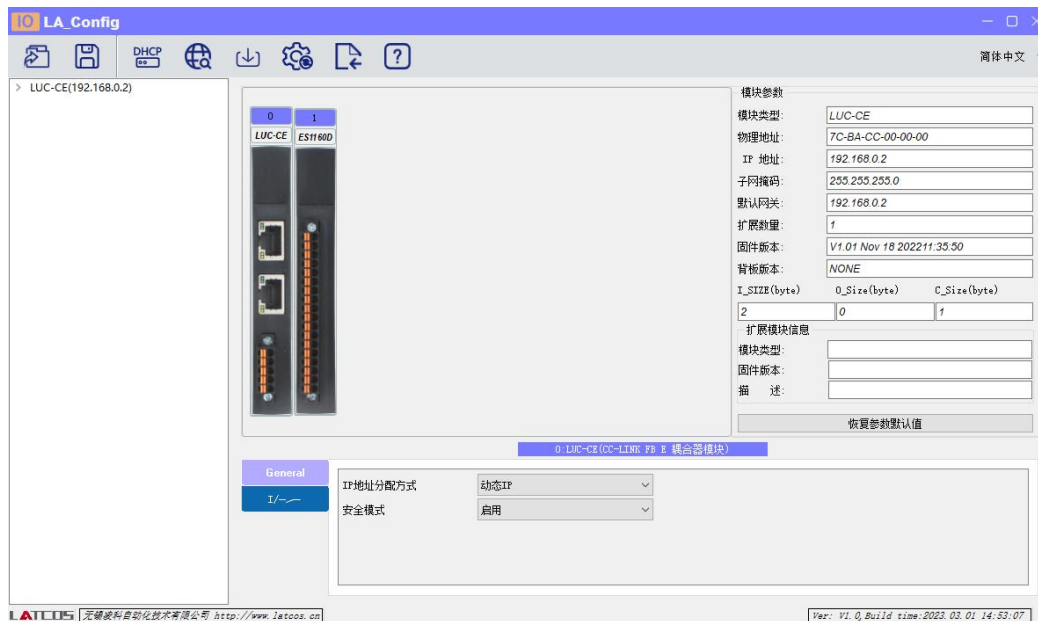 IO LA_Config
DHCP
?
简体中文
> LUC-CE(192.168.0.2)
0 1
LUC-CE ES1160D
模块参数
模块类型: LUC-CE
物理地址: 7C-BA-CC-00-00-00
IP 地址: 192.168.0.2
子网掩码: 255.255.255.0
默认网关: 192.168.0.2
扩展数量: 1
固件版本: V1.01 Nov 18 202211:35:50
背板版本: NONE
I_SIZE(byte) O_Size(byte) C_Size(byte)
2 0 1
扩展模块信息
模块类型:
固件版本:
描 述:
恢复参数默认值
0:LUC-CE(CC-LINK FB E 耦合器模块)
General
IP地址分配方式 动态IP
安全模式 启用
LATCOS 无锡凌科自动化技术有限公司 http://www.latcos.cn
Ver: V1.0,Build time:2023.03.01 14:53:07